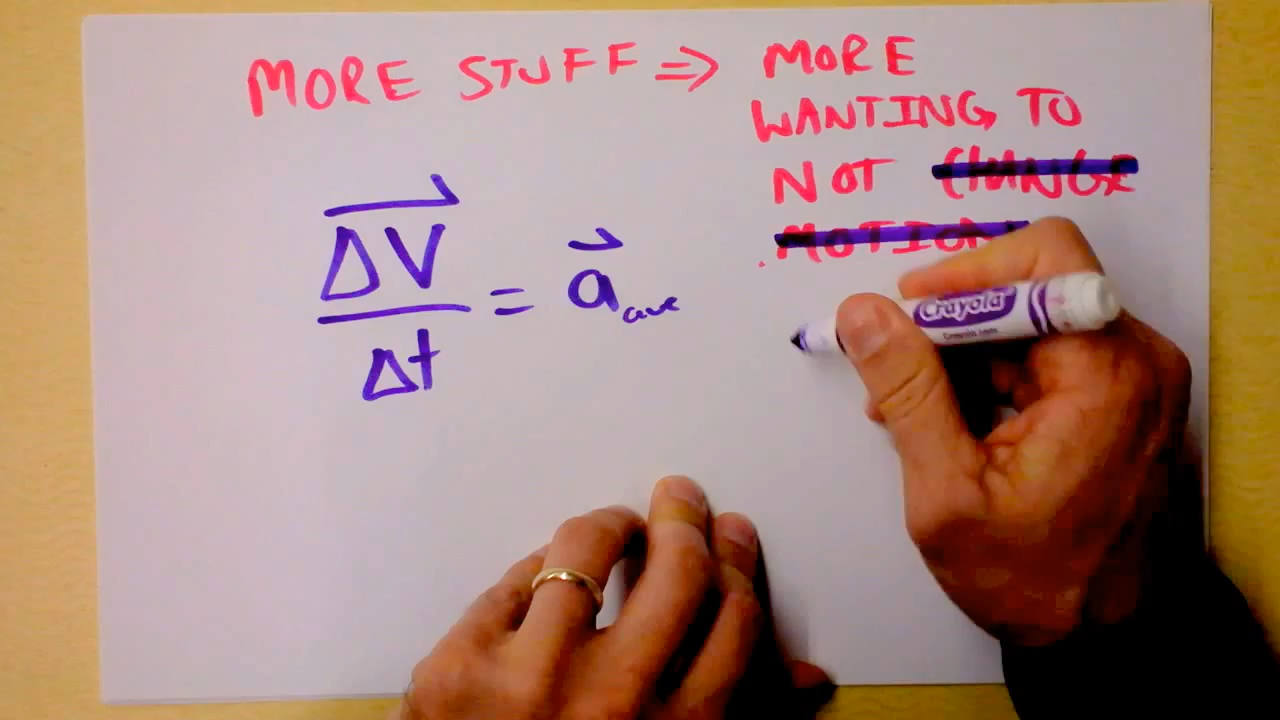 MORE STUFF ⇒ MORE
WANTING TO
NOT CHANGE
MOTION
ΔV
Δt
= a ave
Crayola